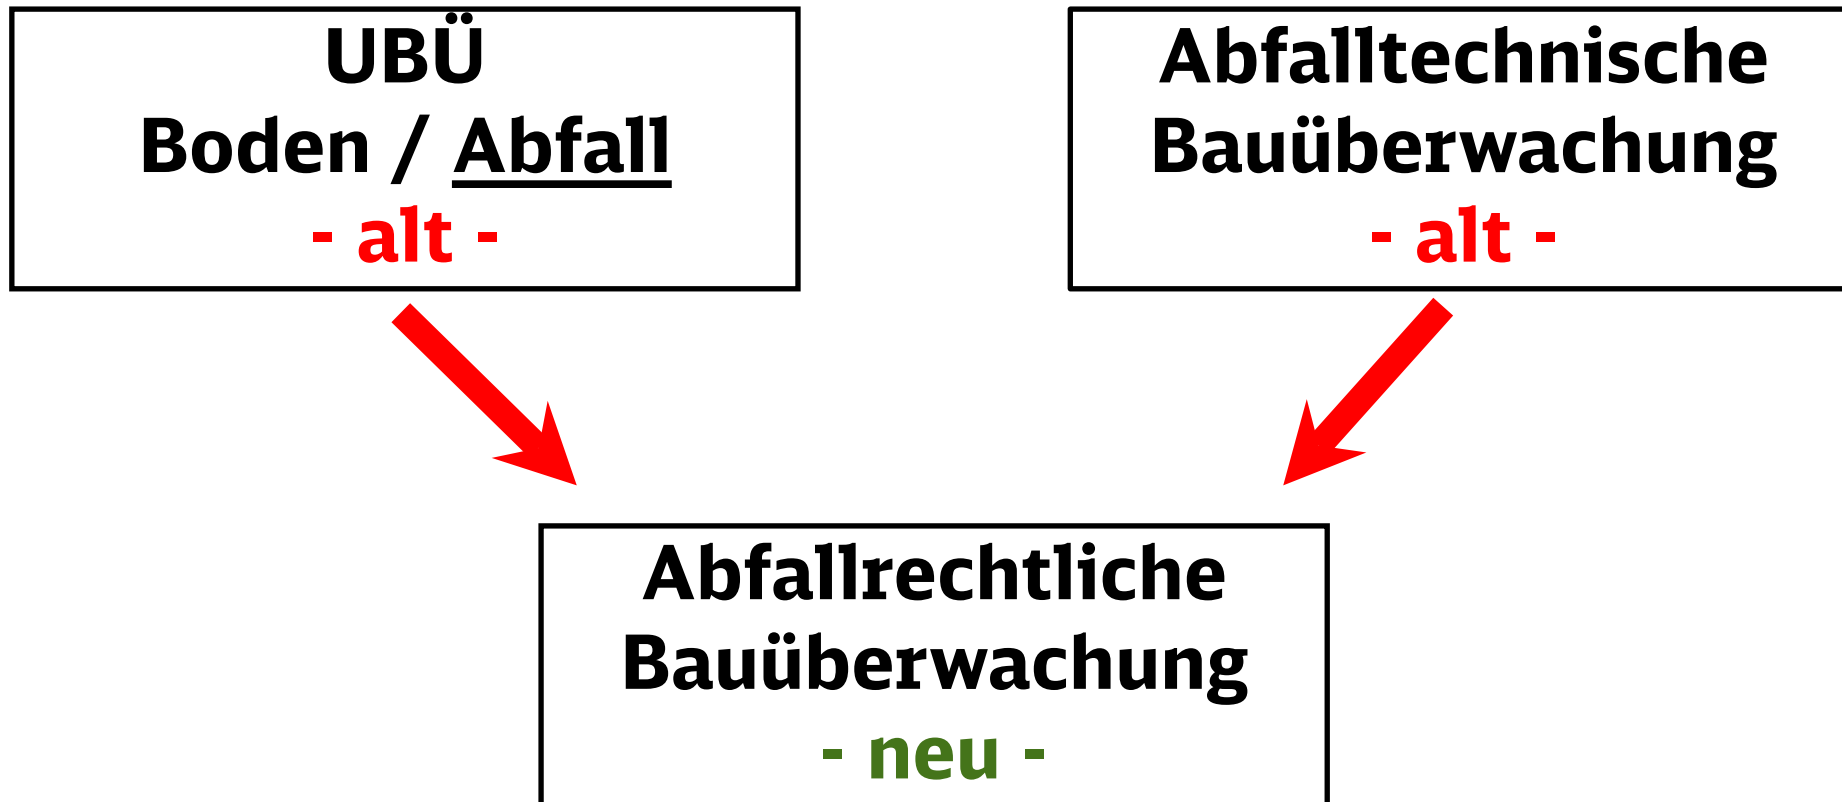 UBÜ
Boden / Abfall
- alt -
Abfalltechnische
Bauüberwachung
- alt -
Abfallrechtliche
Bauüberwachung
- neu -